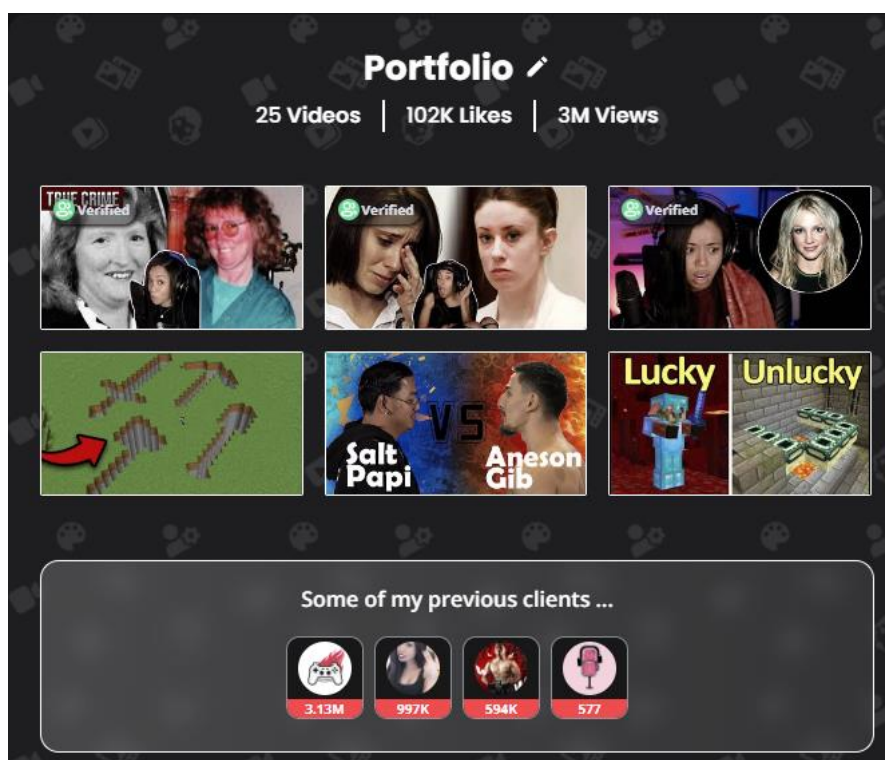 Portfolio
25 Videos | 102K Likes | 3M Views
TRUE CRIME
Verified
Verified
Verified
VS
Salt
Papi
Aneson
Gib
Lucky
Unlucky
Some of my previous clients ...
3.13M
997K
594K
577